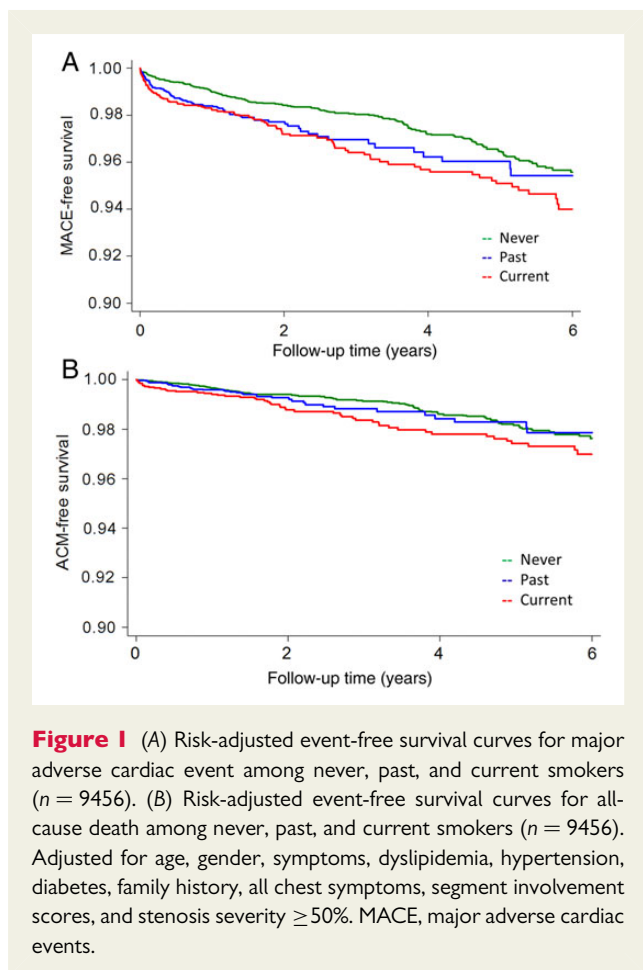 A
1.00
0.98
0.96
0.94
0.92
0.90
MACE-free survival
-- Never
-- Past
-- Current
0 2 4 6
Follow-up time (years)
B
1.00
0.98
0.96
0.94
0.92
0.90
ACM-free survival
-- Never
-- Past
-- Current
0 2 4 6
Follow-up time (years)
Figure 1 (A) Risk-adjusted event-free survival curves for major
adverse cardiac event among never, past, and current smokers
(n = 9456). (B) Risk-adjusted event-free survival curves for all-
cause death among never, past, and current smokers (n = 9456).
Adjusted for age, gender, symptoms, dyslipidemia, hypertension,
diabetes, family history, all chest symptoms, segment involvement
scores, and stenosis severity ≥50%. MACE, major adverse cardiac
events.